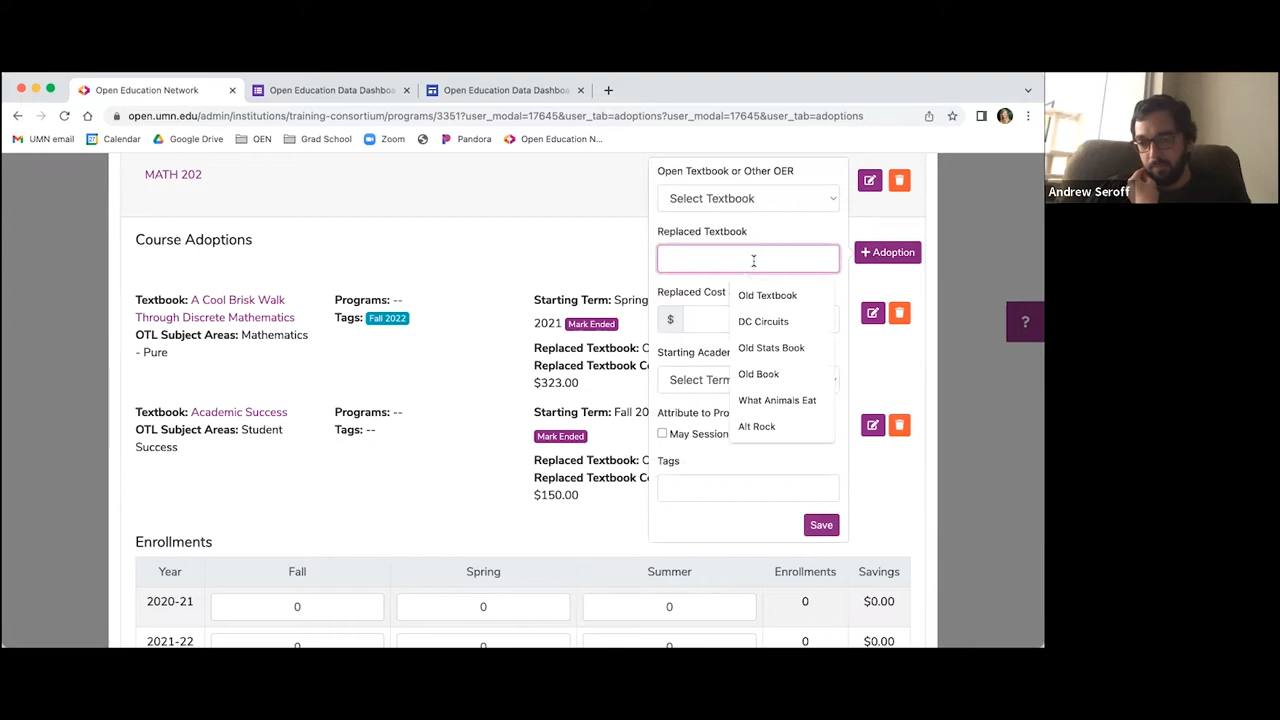 Open Education Network
Open Education Data Dashboa
Open Education Data Dashboa
open.umn.edu/admin/institutions/training-consortium/programs/3351?user_modal=17645&user_tab=adoptions?user_modal=17645&user_tab=adoptions
UMN email
Calendar
Google Drive
OEN
Grad School
Zoom
Pandora
Open Education N...
Andrew Seroff
MATH 202
Open Textbook or Other OER
Select Textbook
Course Adoptions
Replaced Textbook
+ Adoption
Replaced Cost
$
Old Textbook
DC Circuits
Old Stats Book
Old Book
What Animals Eat
Alt Rock
Starting Acaden
Select Term
Attribute to Pro
May Session
Tags
Save
Textbook: A Cool Brisk Walk
Through Discrete Mathematics
OTL Subject Areas: Mathematics
- Pure
Programs: --
Tags: Fall 2022
Starting Term: Spring
2021 Mark Ended
Replaced Textbook: C
Replaced Textbook Co
$323.00
?
Textbook: Academic Success
OTL Subject Areas: Student
Success
Programs: --
Tags: --
Starting Term: Fall 20
Mark Ended
Replaced Textbook: C
Replaced Textbook Co
$150.00
Enrollments
Year Fall Spring Summer Enrollments Savings
2020-21 0 0 0 0 $0.00
2021-22 0 0 0 0 $0.00